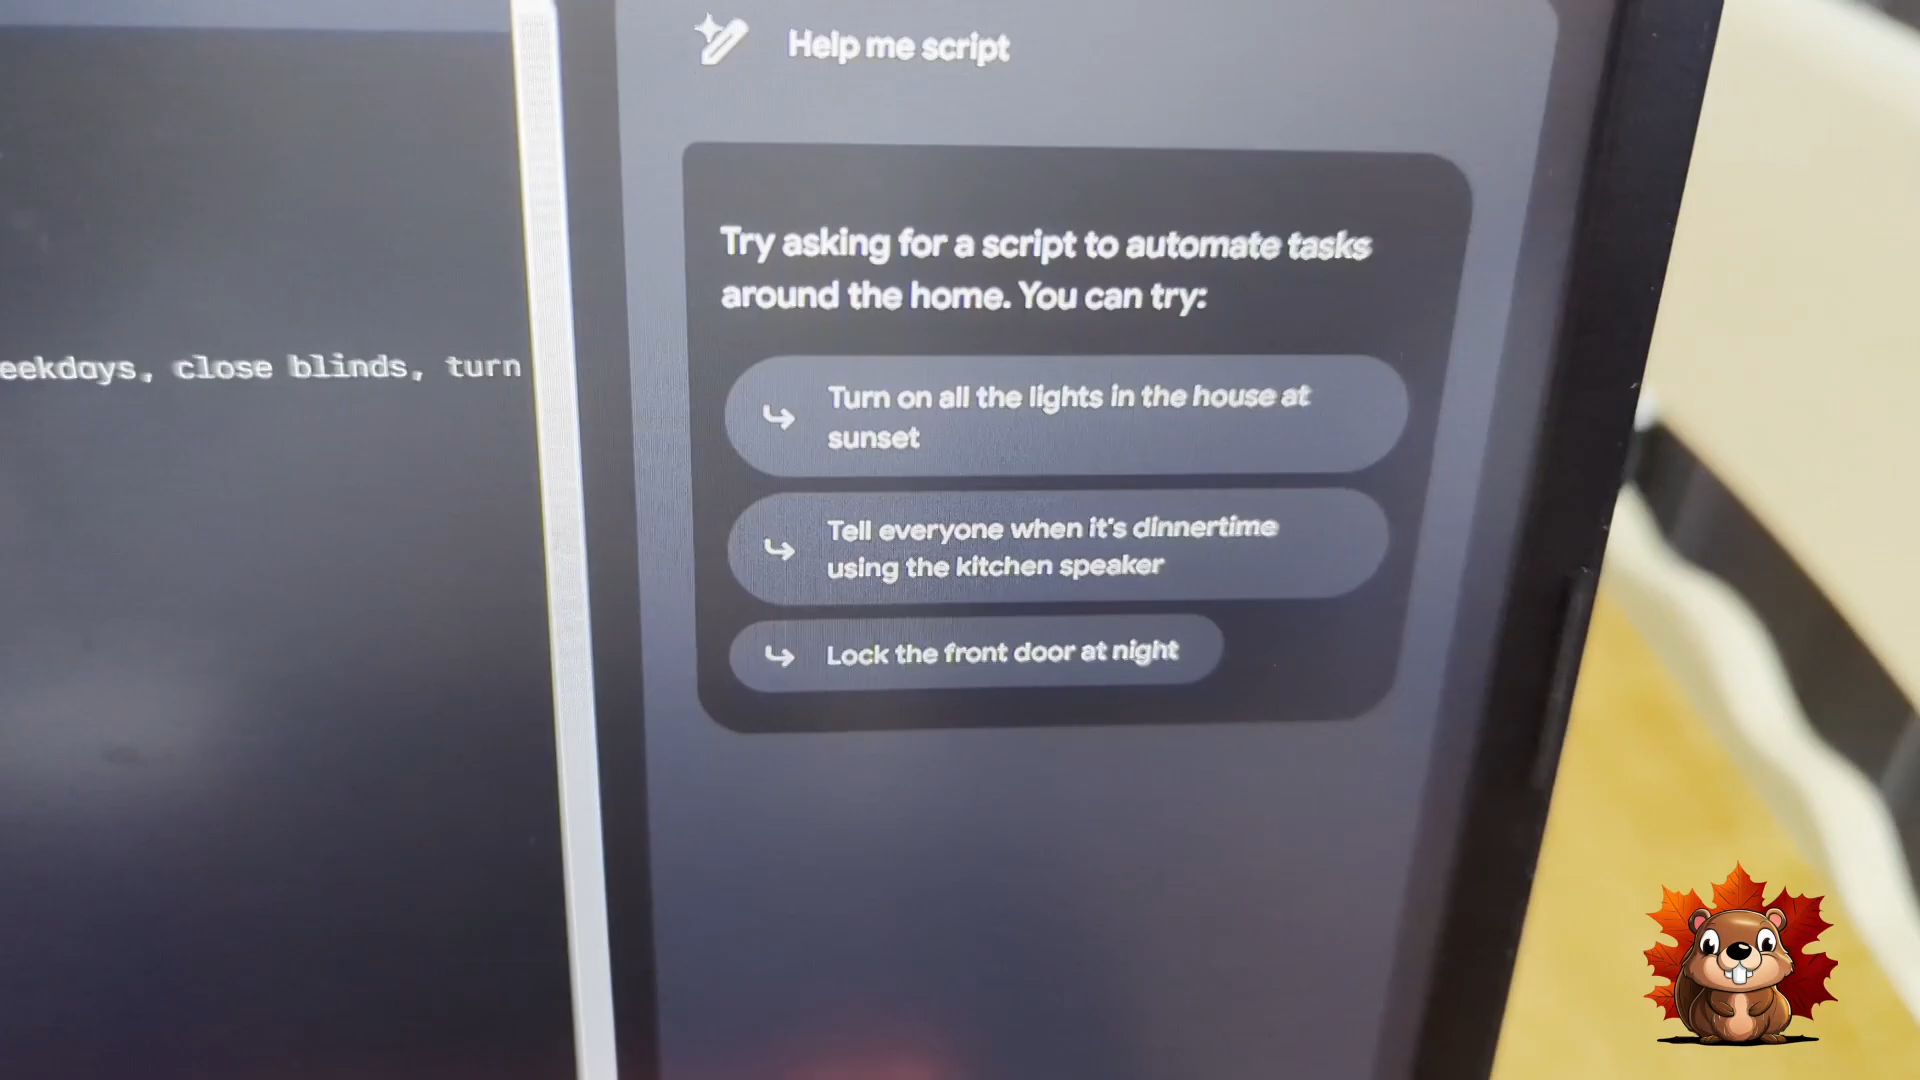 Help me script
Try asking for a script to automate tasks
around the home. You can try:
close blinds, turn
Turn on all the lights in the house at
sunset
Tell everyone when it's dinnertime
using the kitchen speaker
Lock the front door at night